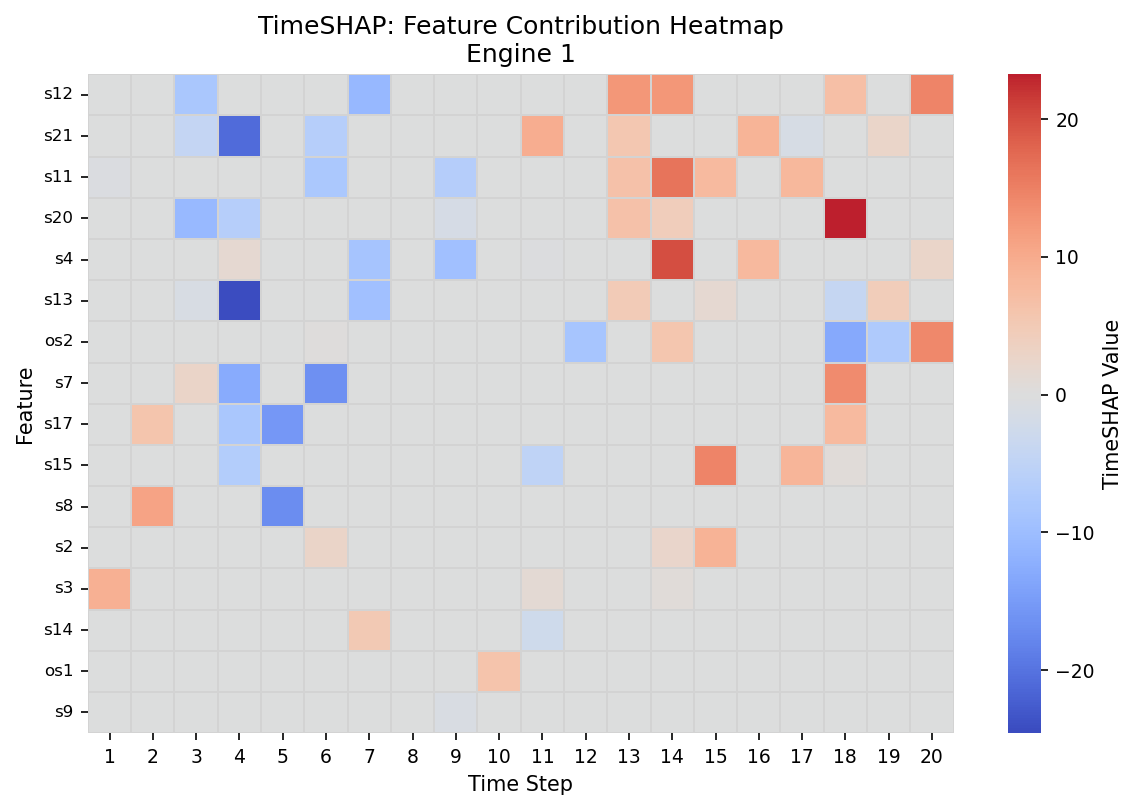 TimeSHAP: Feature Contribution Heatmap
Engine 1
Feature
s12
s21
s11
s20
s4
s13
os2
s7
s17
s15
s8
s2
s3
s14
os1
s9
1 2 3 4 5 6 7 8 9 10 11 12 13 14 15 16 17 18 19 20
Time Step
20
10
0
−10
−20
TimeSHAP Value